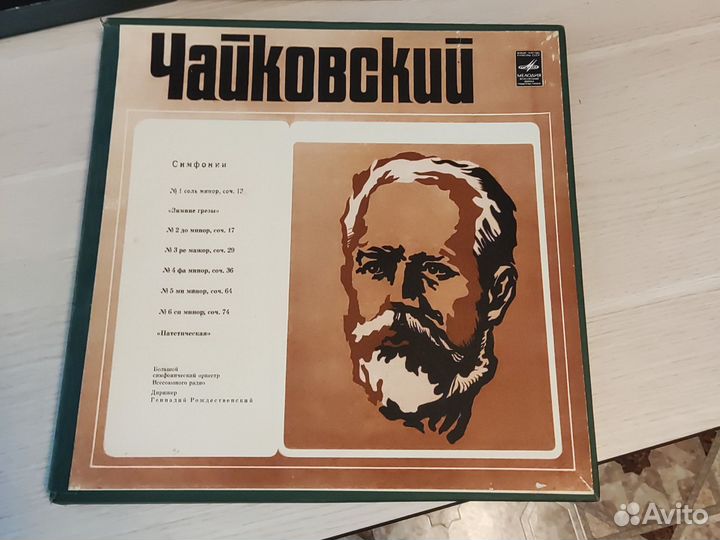 Чайковский
МЕЛОДИЯ
Симфонии
№ 1 соль минор, соч. 13
«Зимние грезы»
№ 2 до минор, соч. 17
№ 3 ре мажор, соч. 29
№ 4 фа минор, соч. 36
№ 5 ми минор, соч. 64
№ 6 си минор, соч. 74
«Патетическая»
Большой
симфонический оркестр
Всесоюзного радио
Дирижер
Геннадий Рождественский
Avito